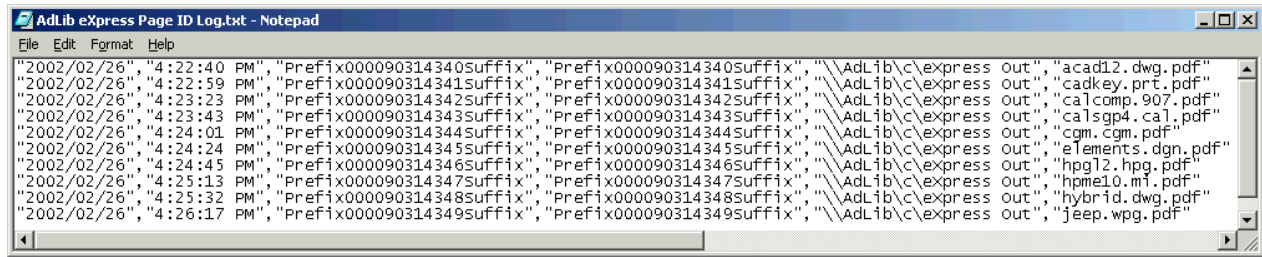 AdLib eXpress Page ID Log.txt - Notepad
File Edit Format Help
"2002/02/26","4:22:40 PM","Prefix000090314340Suffix","Prefix000090314340Suffix","\\AdLib\c\eXpress Out","acad12.dwg.pdf"
"2002/02/26","4:22:59 PM","Prefix000090314341Suffix","Prefix000090314341Suffix","\\AdLib\c\eXpress Out","cadkey.prt.pdf"
"2002/02/26","4:23:23 PM","Prefix000090314342Suffix","Prefix000090314342Suffix","\\AdLib\c\eXpress Out","calcomp.907.pdf"
"2002/02/26","4:23:43 PM","Prefix000090314343Suffix","Prefix000090314343Suffix","\\AdLib\c\eXpress Out","calsgp4.cal.pdf"
"2002/02/26","4:24:01 PM","Prefix000090314344Suffix","Prefix000090314344Suffix","\\AdLib\c\eXpress Out","cgm.cgm.pdf"
"2002/02/26","4:24:24 PM","Prefix000090314345Suffix","Prefix000090314345Suffix","\\AdLib\c\eXpress Out","elements.dgn.pdf"
"2002/02/26","4:24:45 PM","Prefix000090314346Suffix","Prefix000090314346Suffix","\\AdLib\c\eXpress Out","hpgl2.hpg.pdf"
"2002/02/26","4:25:13 PM","Prefix000090314347Suffix","Prefix000090314347Suffix","\\AdLib\c\eXpress Out","hpme10.mi.pdf"
"2002/02/26","4:25:32 PM","Prefix000090314348Suffix","Prefix000090314348Suffix","\\AdLib\c\eXpress Out","hybrid.dwg.pdf"
"2002/02/26","4:26:17 PM","Prefix000090314349Suffix","Prefix000090314349Suffix","\\AdLib\c\eXpress Out","jeep.wpg.pdf"